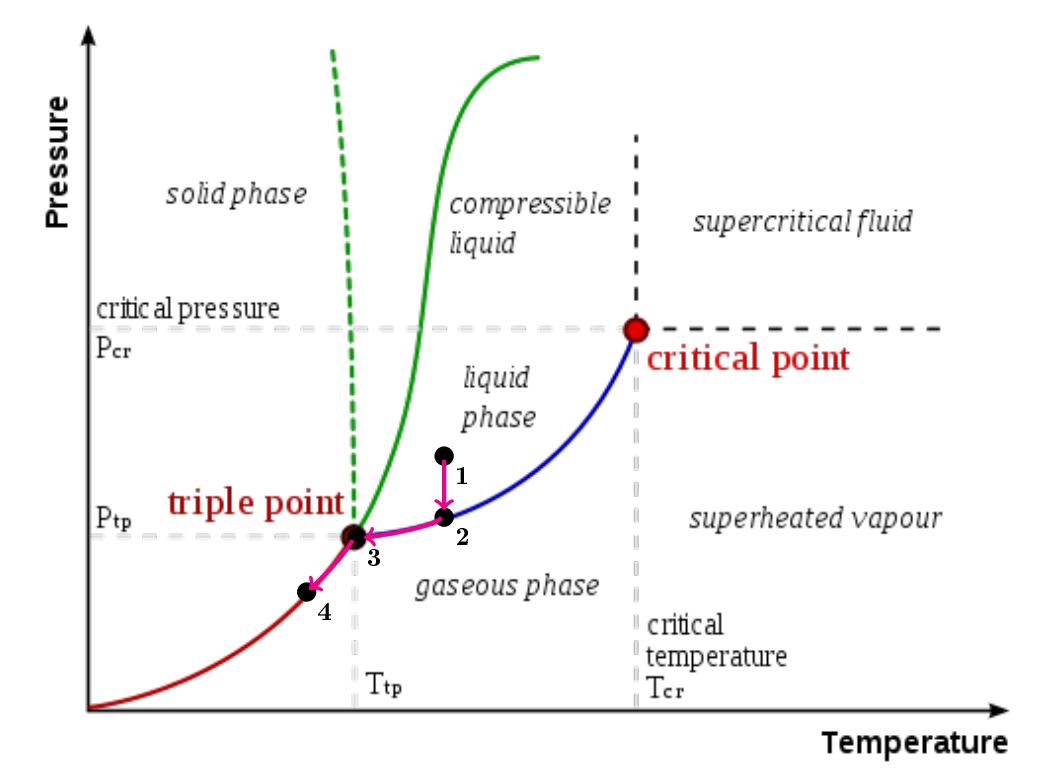 Pressure
solid phase
compressible
liquid
supercritical fluid
critical pressure
Pcr
critical point
liquid
phase
1
triple point
Ptp
2
superheated vapour
3
gaseous phase
4
critical
temperature
Tcr
Ttp
Temperature